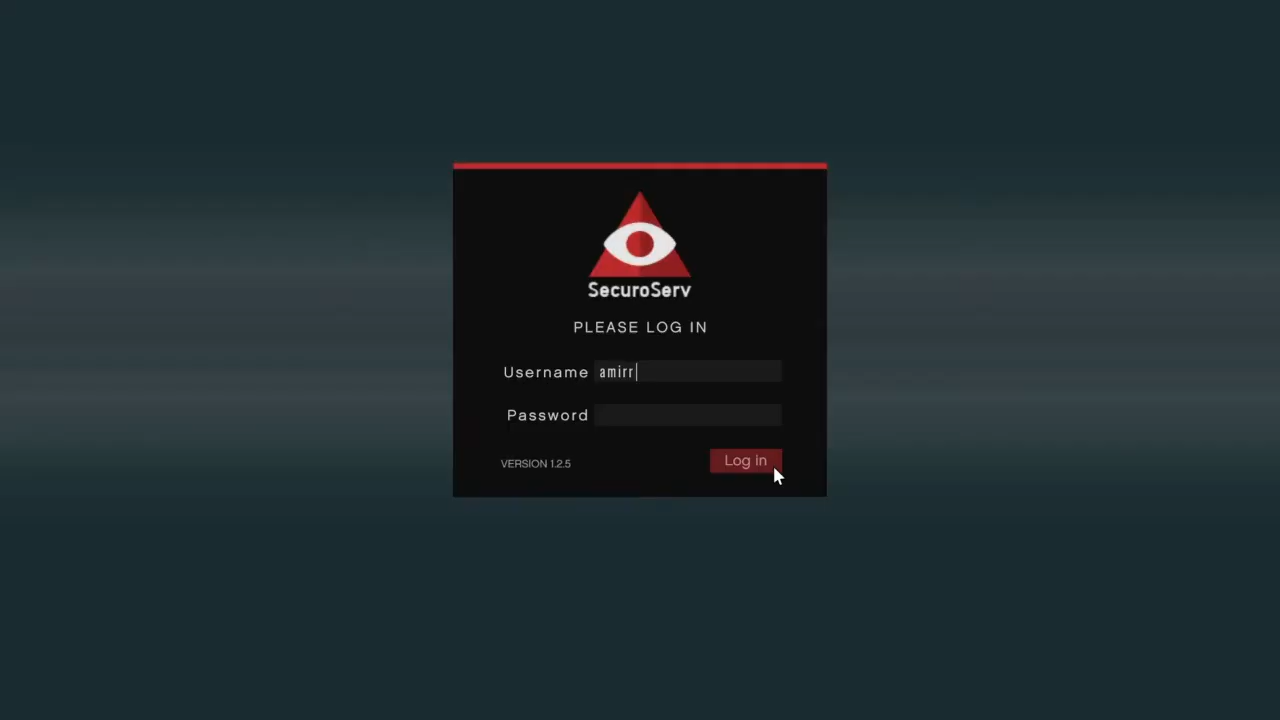 SecuroServ
PLEASE LOG IN
Username amirr
Password
VERSION 1.2.5 Log in